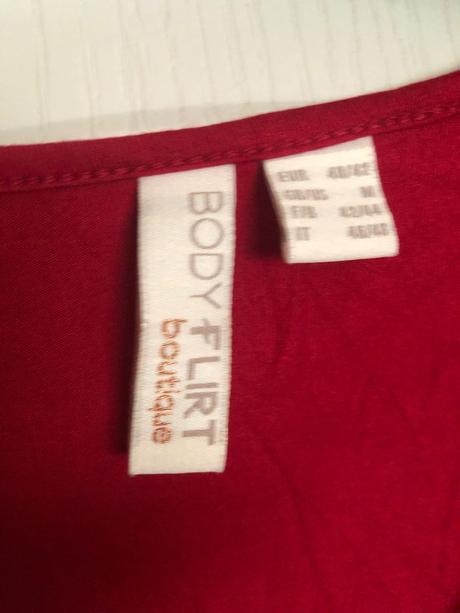 BODY FLIRT
boutique
EUR 40/42
GB/US M
F/B 42/44
IT 46/48